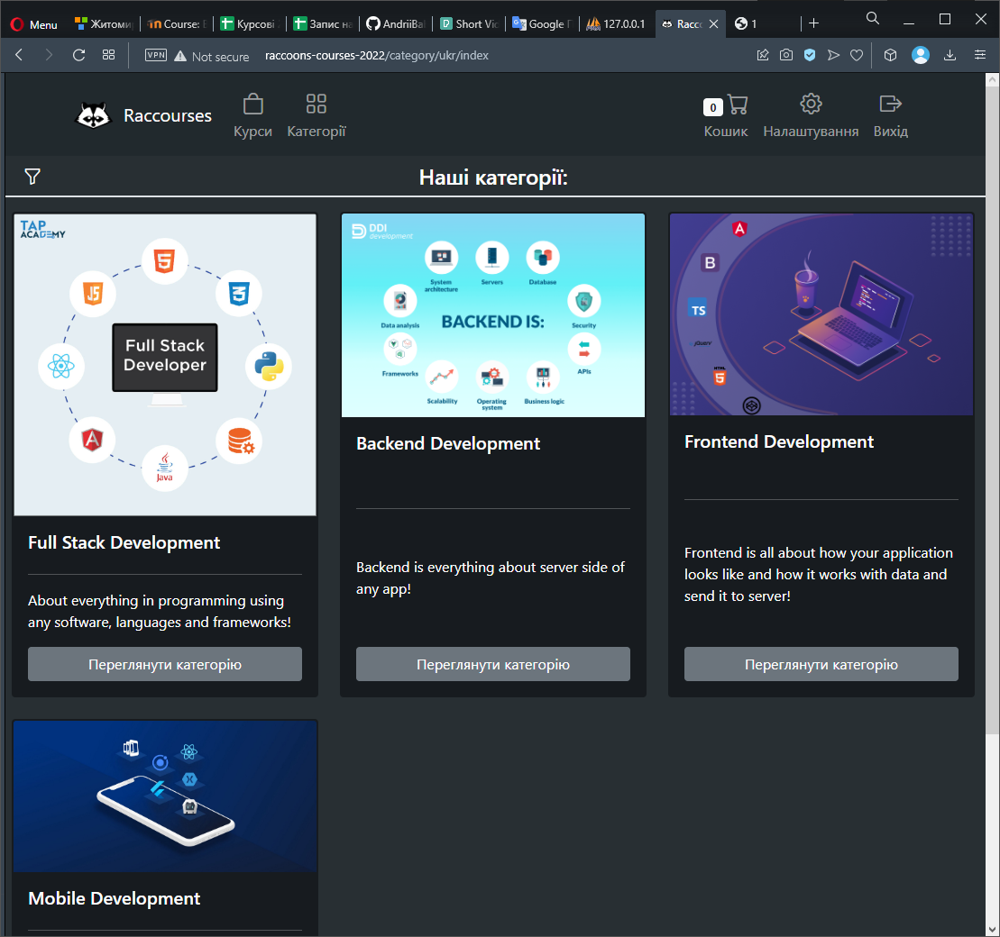 Menu
Житоми
Course: В
Курсові
Запис на
AndriiBal
Short Vic
Google П
127.0.0.1
Racco
1
VPN
Not secure
raccoons-courses-2022/category/ukr/index
Raccourses
Курси
Категорії
0
Кошик
Налаштування
Вихід
Наші категорії:
TAP
ACADEMY
5
JS
3
Full Stack
Developer
A
Java
Full Stack Development
About everything in programming using
any software, languages and frameworks!
Переглянути категорію
DDI
development
System
architecture
Servers
Database
Data analysis
BACKEND IS:
Security
Frameworks
APIs
Scalability
Operating
system
Business logic
Backend Development
Backend is everything about server side of
any app!
Переглянути категорію
A
B
TS
jQuery
HTML
5
Frontend Development
Frontend is all about how your application
looks like and how it works with data and
send it to server!
Переглянути категорію
Mobile Development